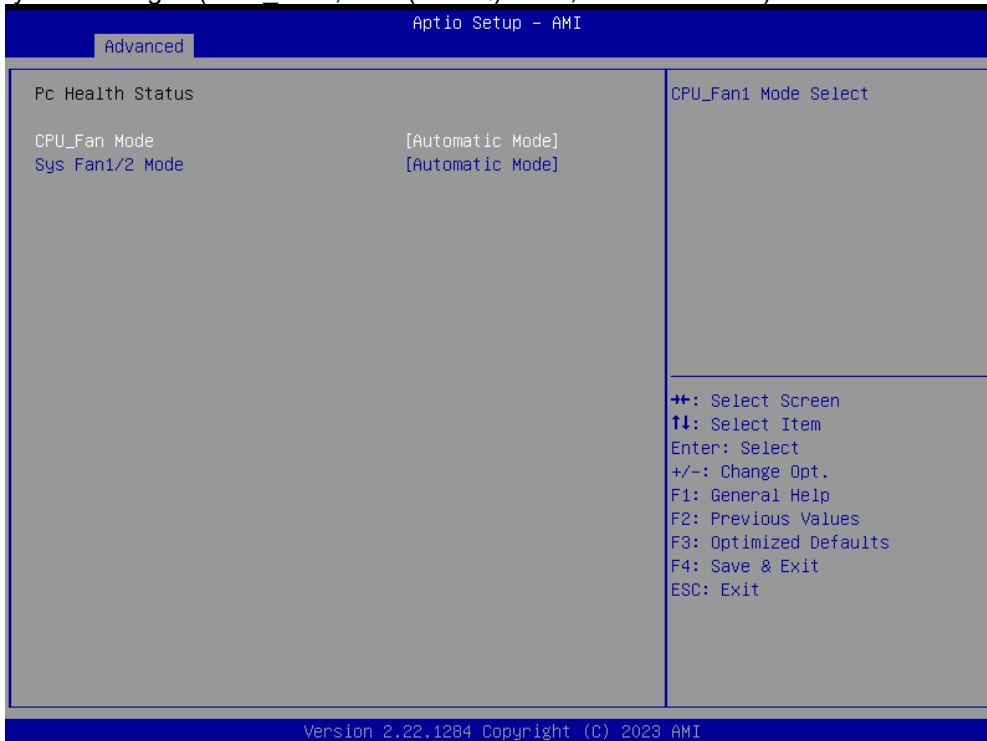 Aptio Setup – AMI
Advanced
Pc Health Status
CPU_Fan Mode [Automatic Mode]
Sys Fan1/2 Mode [Automatic Mode]
CPU_Fan1 Mode Select
→←: Select Screen
↑↓: Select Item
Enter: Select
+/-: Change Opt.
F1: General Help
F2: Previous Values
F3: Optimized Defaults
F4: Save & Exit
ESC: Exit
Version 2.22.1284 Copyright (C) 2023 AMI